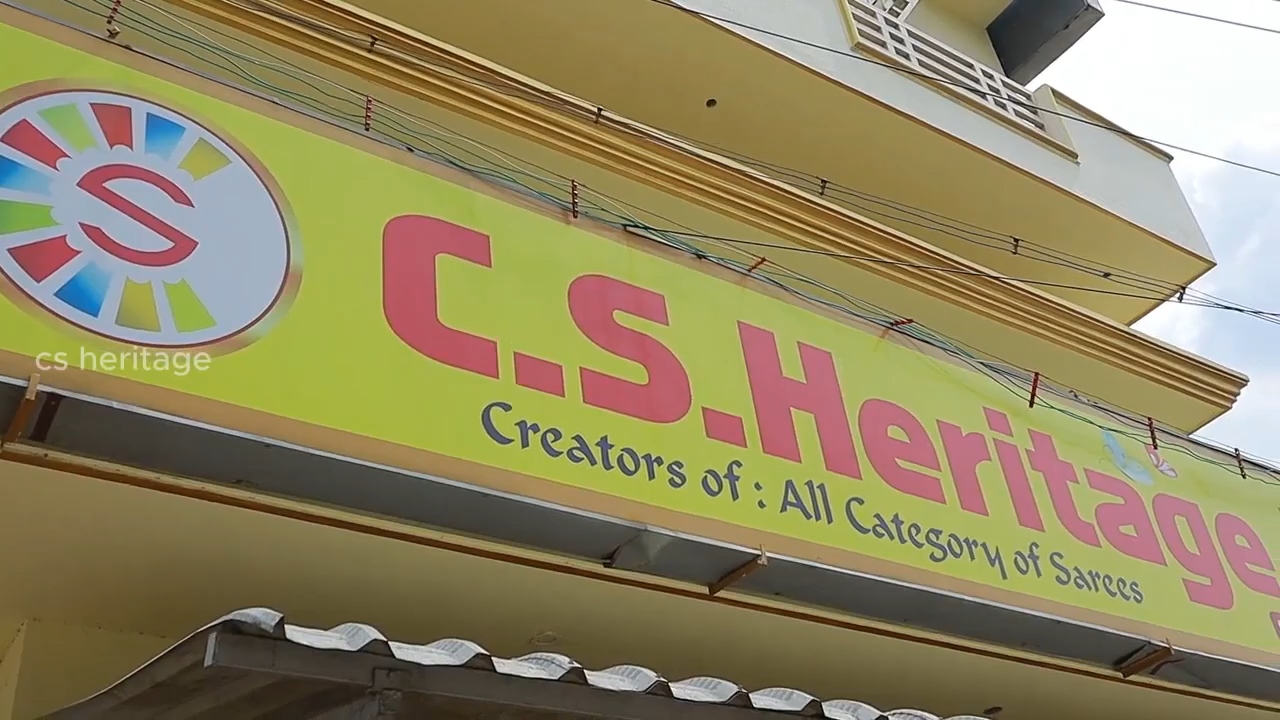 S
C.S.Heritage
Creators of : All Category of Sarees
cs heritage